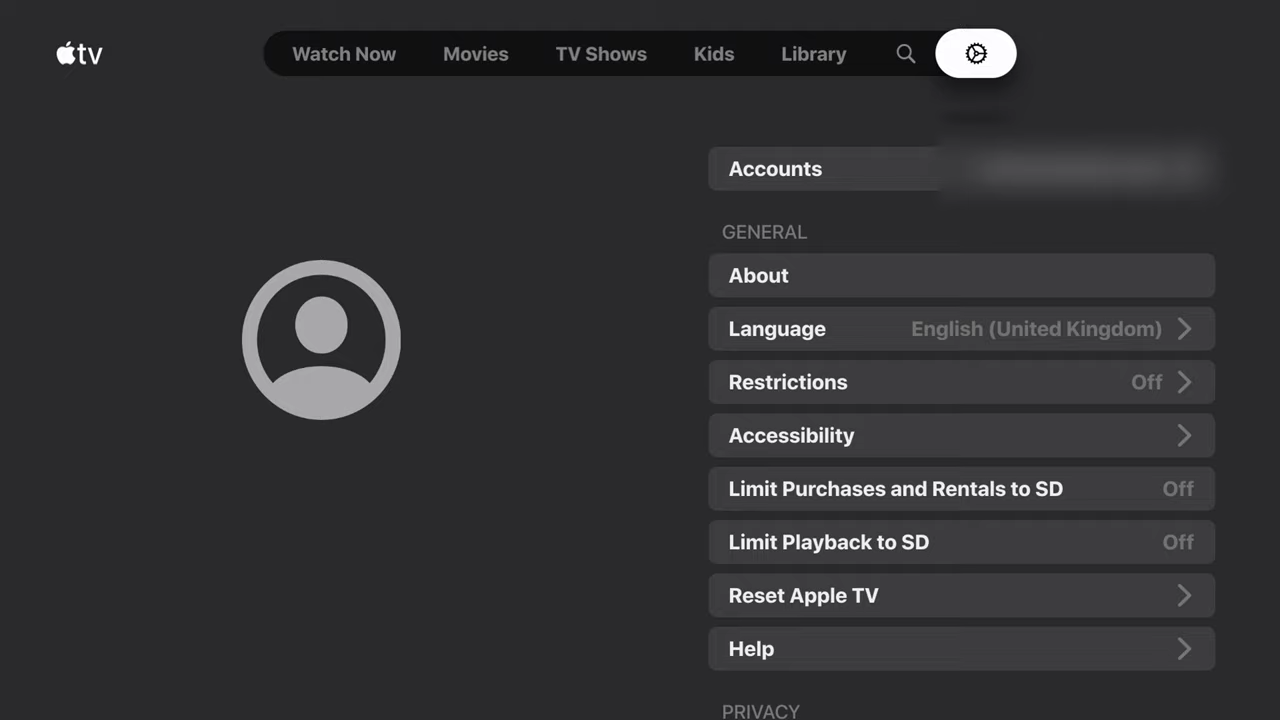 tv
Watch Now Movies TV Shows Kids Library
Accounts
GENERAL
About
Language English (United Kingdom)
Restrictions Off
Accessibility
Limit Purchases and Rentals to SD Off
Limit Playback to SD Off
Reset Apple TV
Help
PRIVACY